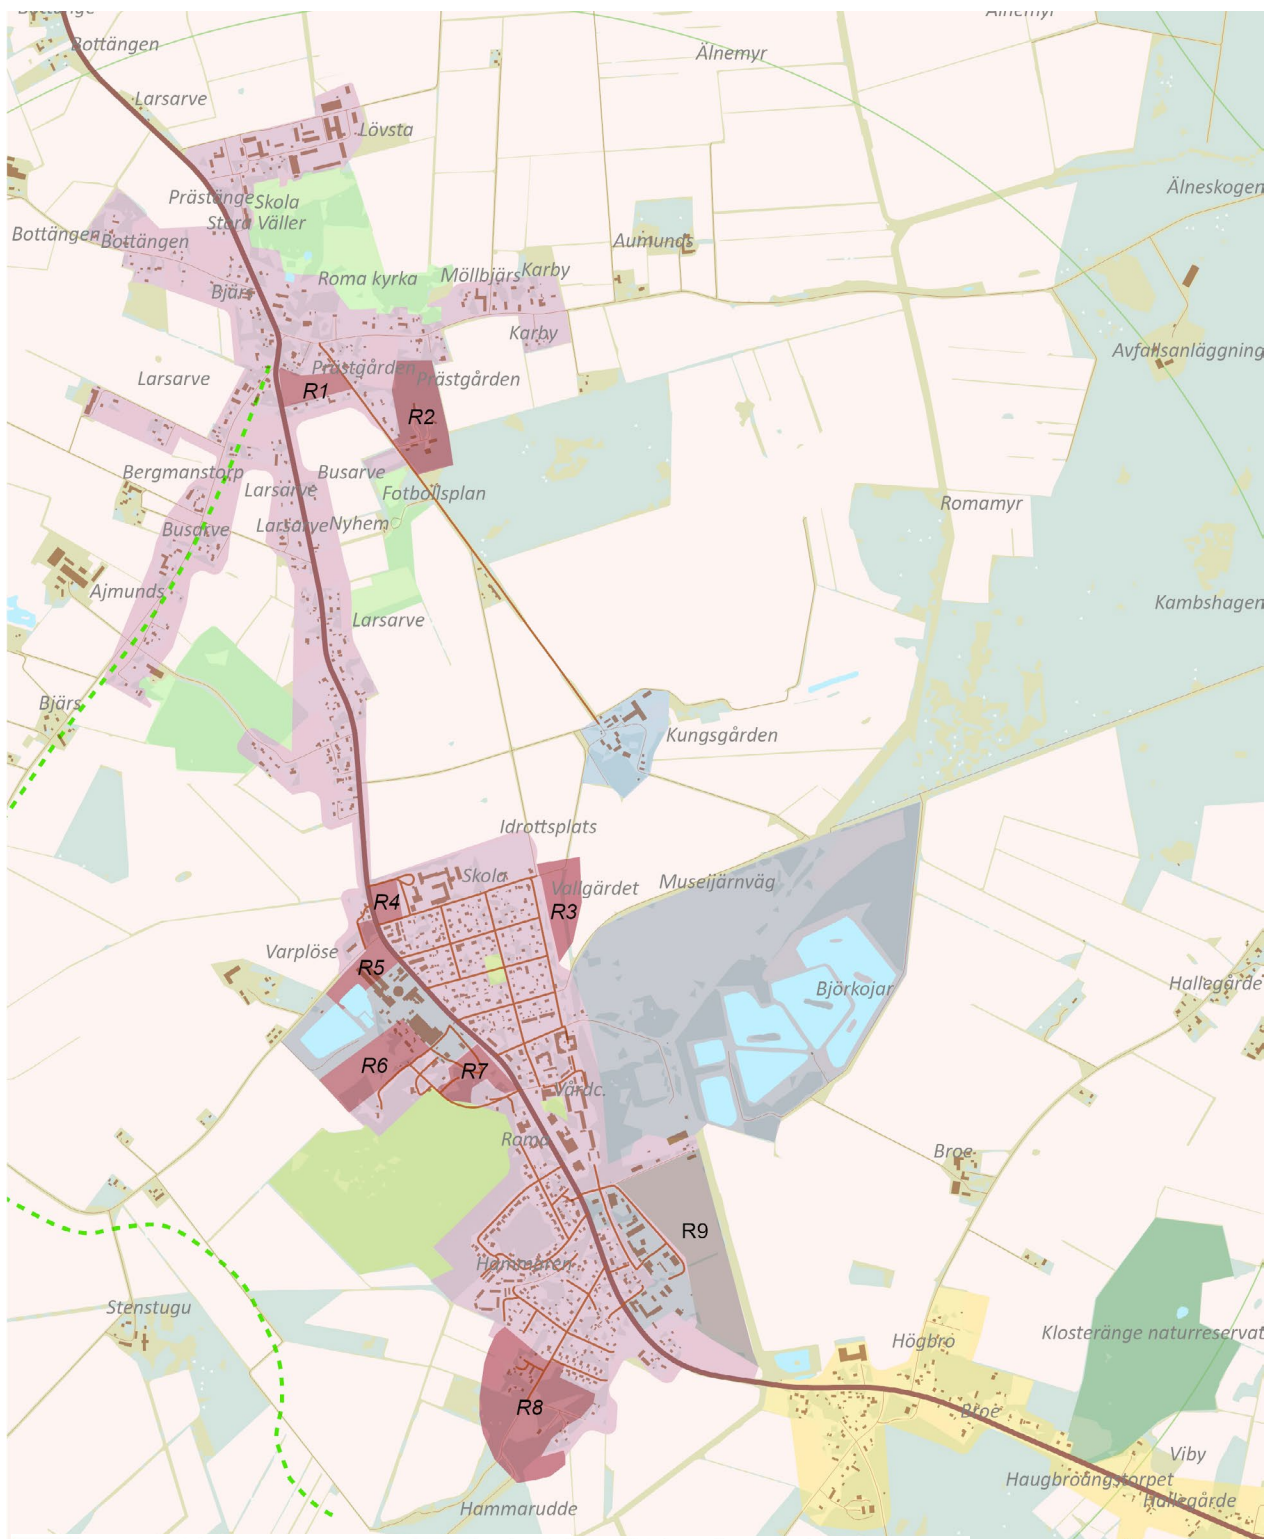 Bottängen
Älnemyr
Larsarve
Lövsta
Prästänge
Skola
Älneskogen
Stora Väller
Bottängen
Bottängen
Aumunds
Roma kyrka
Möllbjärs
Karby
Bjärs
Karby
Avfallsanläggning
Larsarve
Prästgården
Prästgården
R1
R2
Bergmanstorp
Busarve
Larsarve
Fotbollsplan
Romamyr
Busarve
Larsarve
Nyhem
Ajmunds
Kambshagen
Larsarve
Bjärs
Kungsgården
Idrottsplats
Skola
Museijärnväg
Vallgärdet
R4
R3
Varplöse
R5
Björkojar
Hallegårde
R6
R7
Vårdc.
Roma
Broe
R9
Hammaren
Stenstugu
Högbro
Klosteränge naturreservat
R8
Broe
Viby
Haugbroängstorpet
Hallegårde
Hammarudde